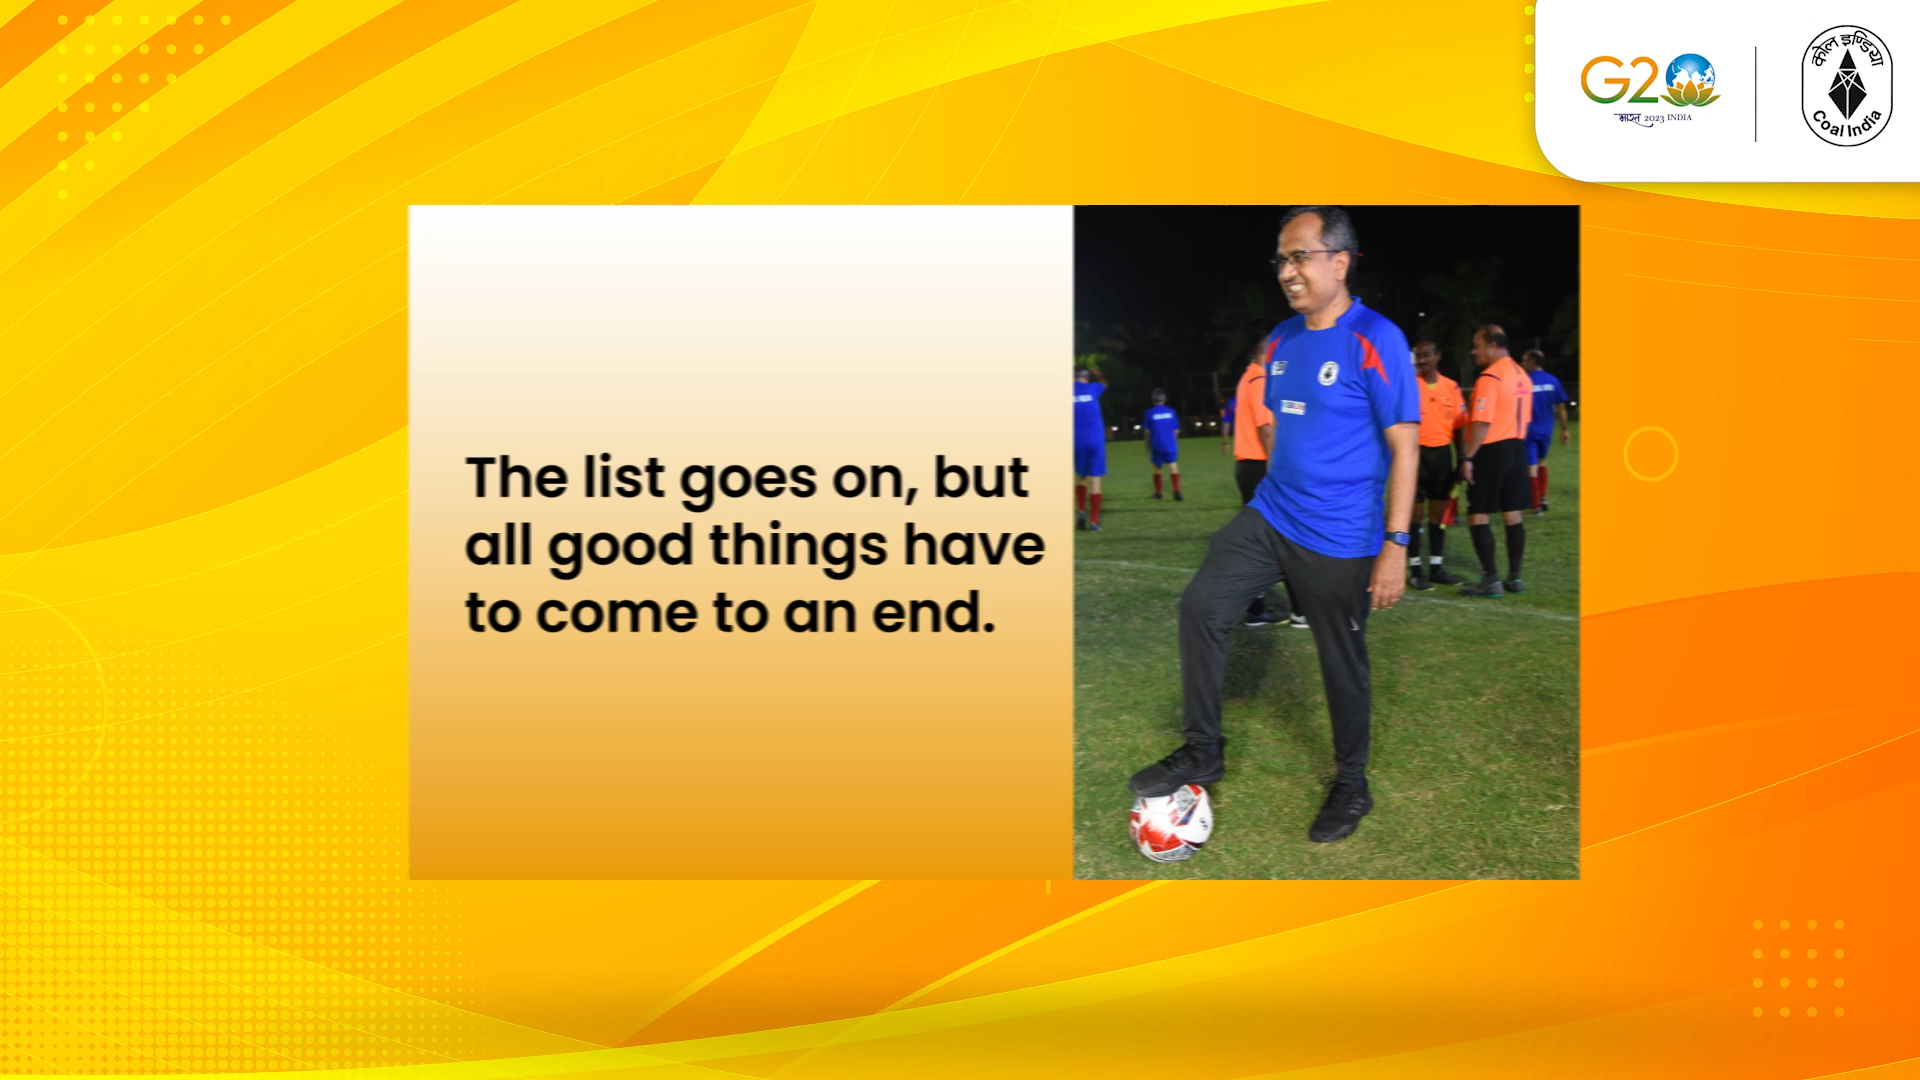 G20
भारत 2023 INDIA
कोल इण्डिया
Coal India
The list goes on, but
all good things have
to come to an end.